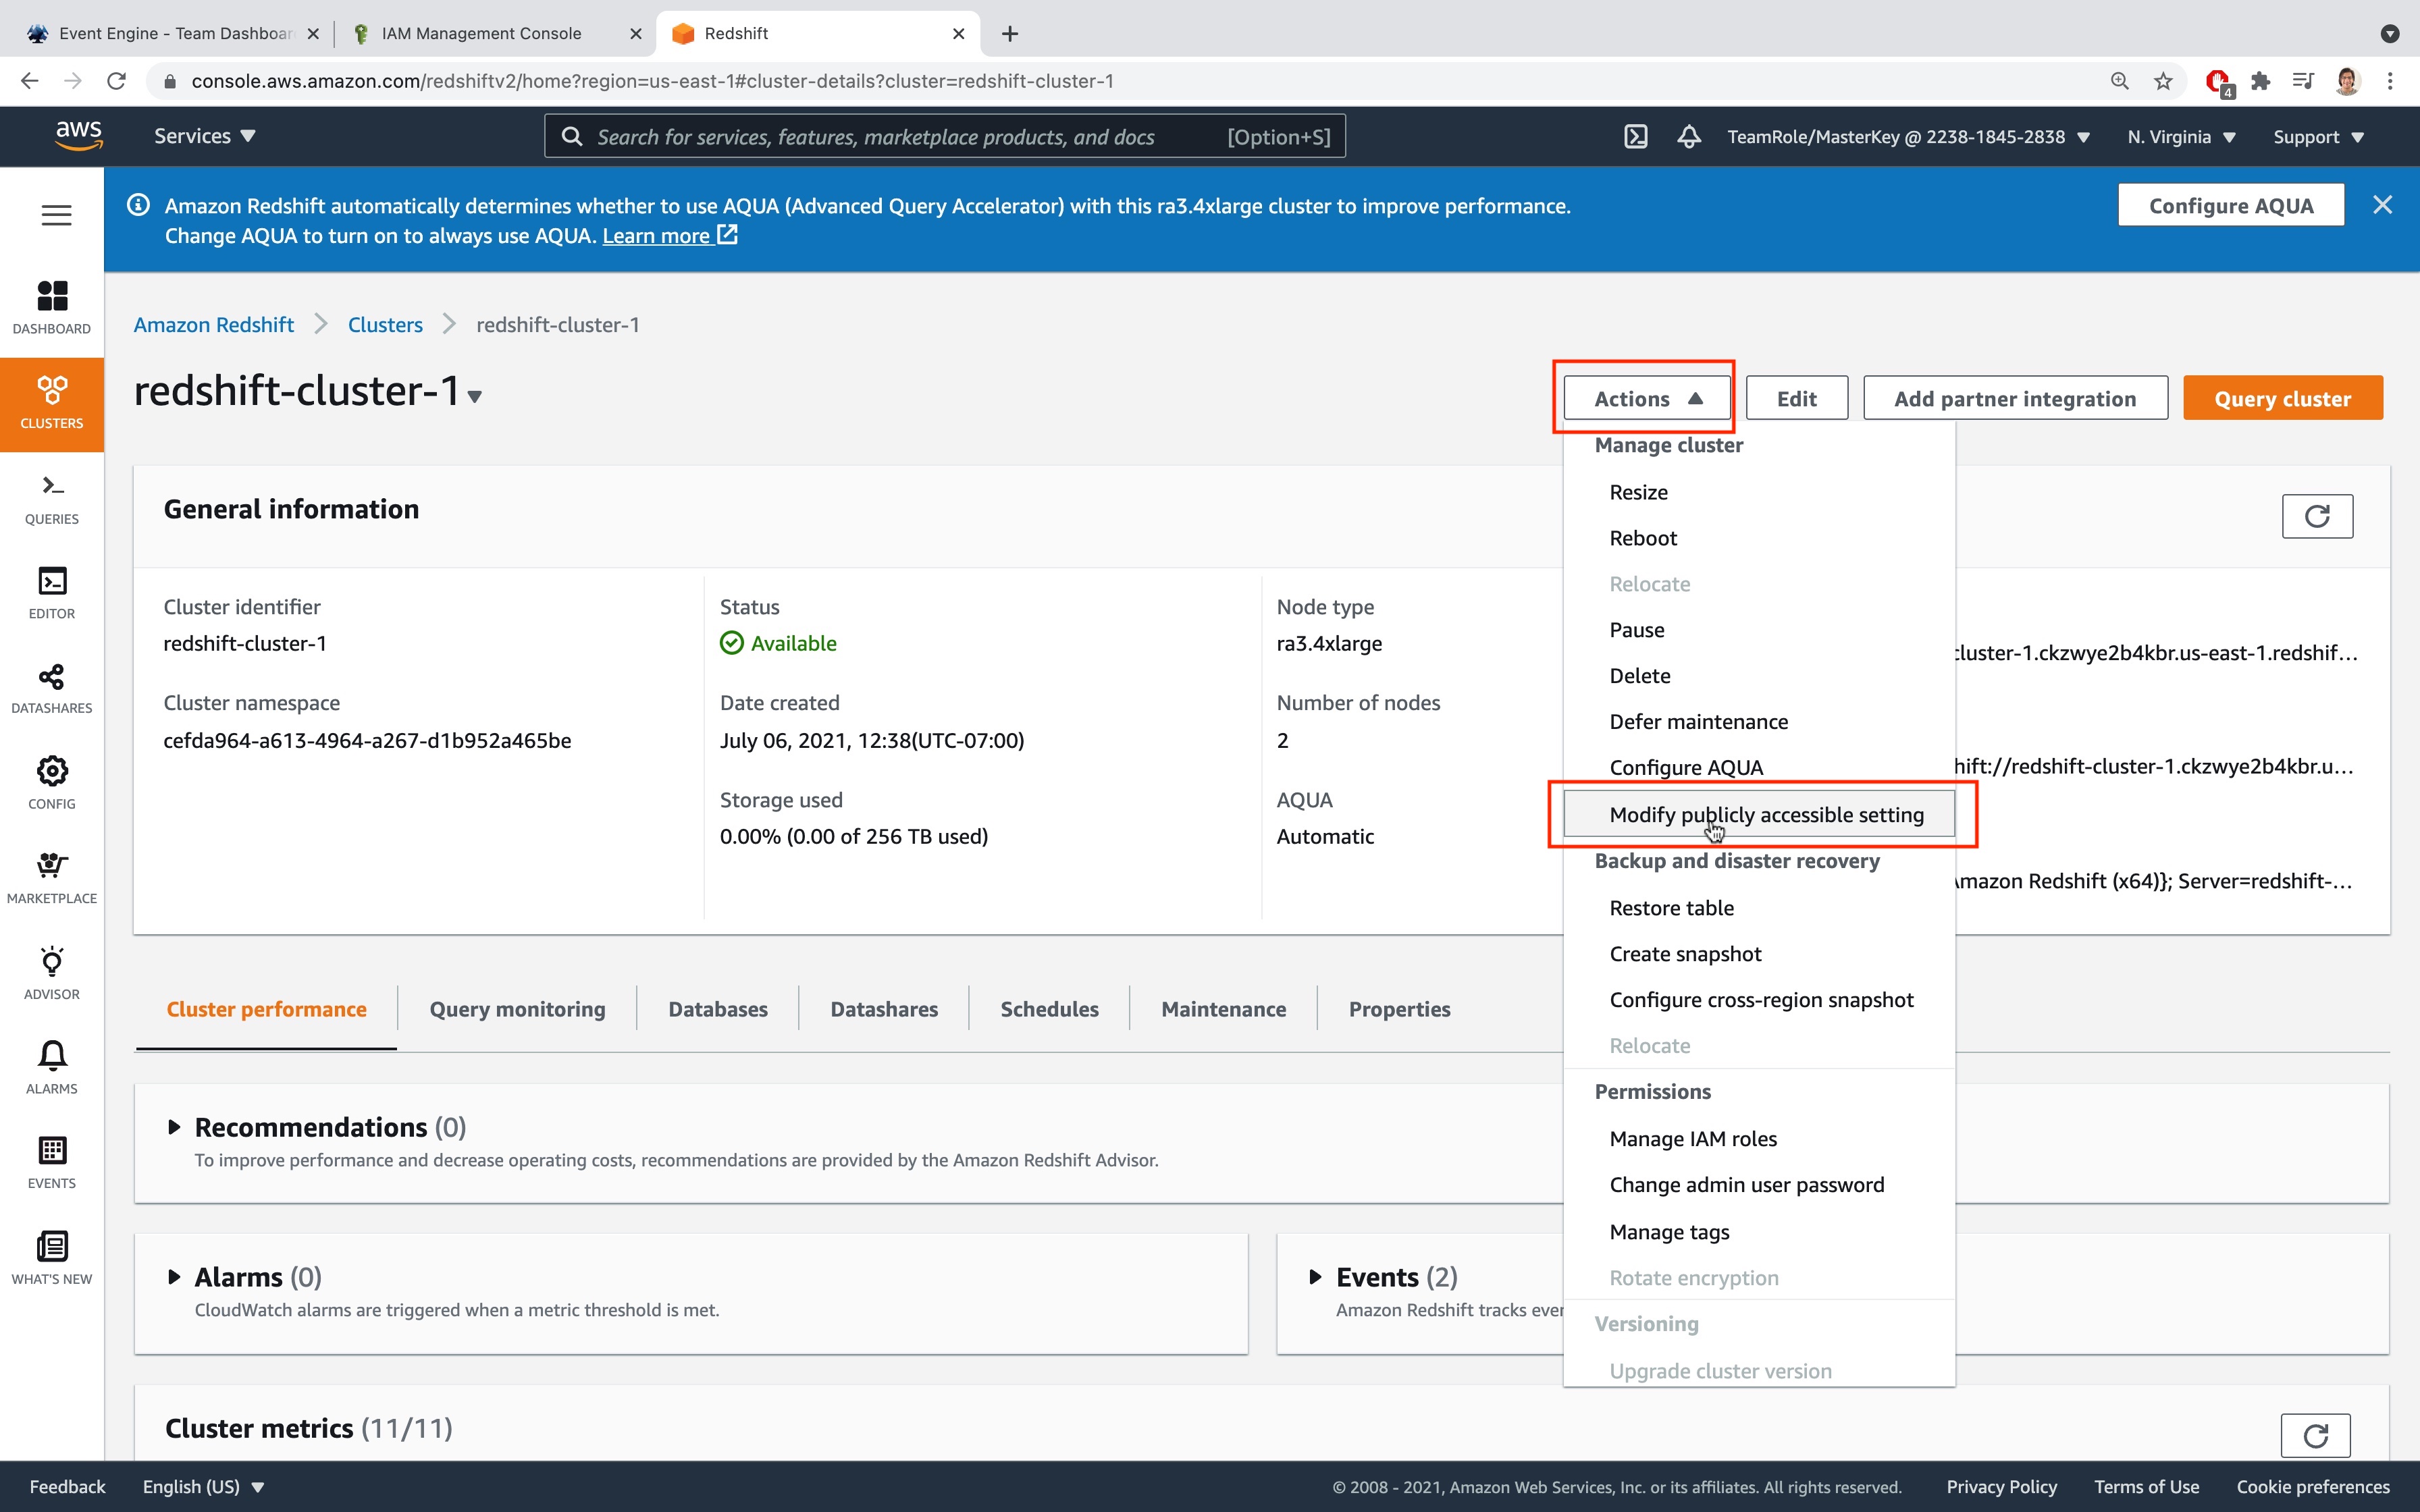 Event Engine - Team Dashboar
IAM Management Console
Redshift
console.aws.amazon.com/redshiftv2/home?region=us-east-1#cluster-details?cluster=redshift-cluster-1
4
aws
Services
Search for services, features, marketplace products, and docs
[Option+S]
TeamRole/MasterKey @ 2238-1845-2838
N. Virginia
Support
Amazon Redshift automatically determines whether to use AQUA (Advanced Query Accelerator) with this ra3.4xlarge cluster to improve performance.
Change AQUA to turn on to always use AQUA. Learn more
Configure AQUA
DASHBOARD
CLUSTERS
QUERIES
EDITOR
DATASHARES
CONFIG
MARKETPLACE
ADVISOR
ALARMS
EVENTS
WHAT'S NEW
Amazon Redshift
Clusters
redshift-cluster-1
redshift-cluster-1
Actions
Edit
Add partner integration
Query cluster
General information
Cluster identifier
redshift-cluster-1
Cluster namespace
cefda964-a613-4964-a267-d1b952a465be
Status
Available
Date created
July 06, 2021, 12:38(UTC-07:00)
Storage used
0.00% (0.00 of 256 TB used)
Node type
ra3.4xlarge
Number of nodes
2
AQUA
Automatic
cluster-1.ckzwye2b4kbr.us-east-1.redshif...
hift://redshift-cluster-1.ckzwye2b4kbr.u...
Amazon Redshift (x64)}; Server=redshift-...
Manage cluster
Resize
Reboot
Relocate
Pause
Delete
Defer maintenance
Configure AQUA
Modify publicly accessible setting
Backup and disaster recovery
Restore table
Create snapshot
Configure cross-region snapshot
Relocate
Permissions
Manage IAM roles
Change admin user password
Manage tags
Rotate encryption
Versioning
Upgrade cluster version
Cluster performance
Query monitoring
Databases
Datashares
Schedules
Maintenance
Properties
Recommendations (0)
To improve performance and decrease operating costs, recommendations are provided by the Amazon Redshift Advisor.
Alarms (0)
CloudWatch alarms are triggered when a metric threshold is met.
Events (2)
Amazon Redshift tracks ever
Cluster metrics (11/11)
Feedback
English (US)
© 2008 - 2021, Amazon Web Services, Inc. or its affiliates. All rights reserved.
Privacy Policy
Terms of Use
Cookie preferences